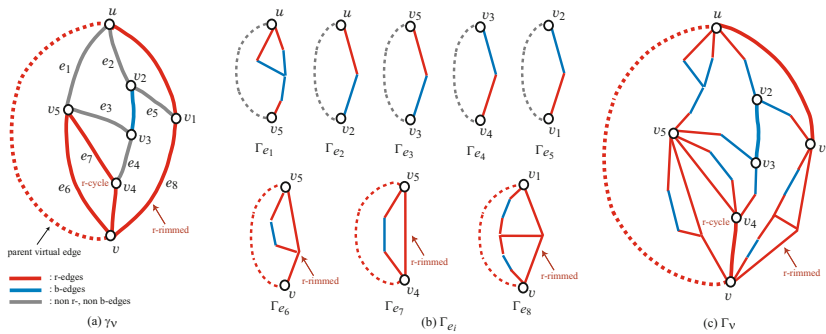 u
e1
e2
v2
e5
v5
e3
v3
v1
e7
e4
e6
r-cycle
v4
e8
v
r-rimmed
parent virtual edge
: r-edges
: b-edges
: non r-, non b-edges
(a) γν
u
v5
Γe1
u
v2
Γe2
v5
v3
Γe3
v3
v4
Γe4
v2
v1
Γe5
v5
v
r-rimmed
Γe6
v5
v4
r-rimmed
Γe7
v1
v
r-rimmed
Γe8
(b) Γei
u
v2
v5
v3
v
r-cycle
v4
v
r-rimmed
(c) Γν